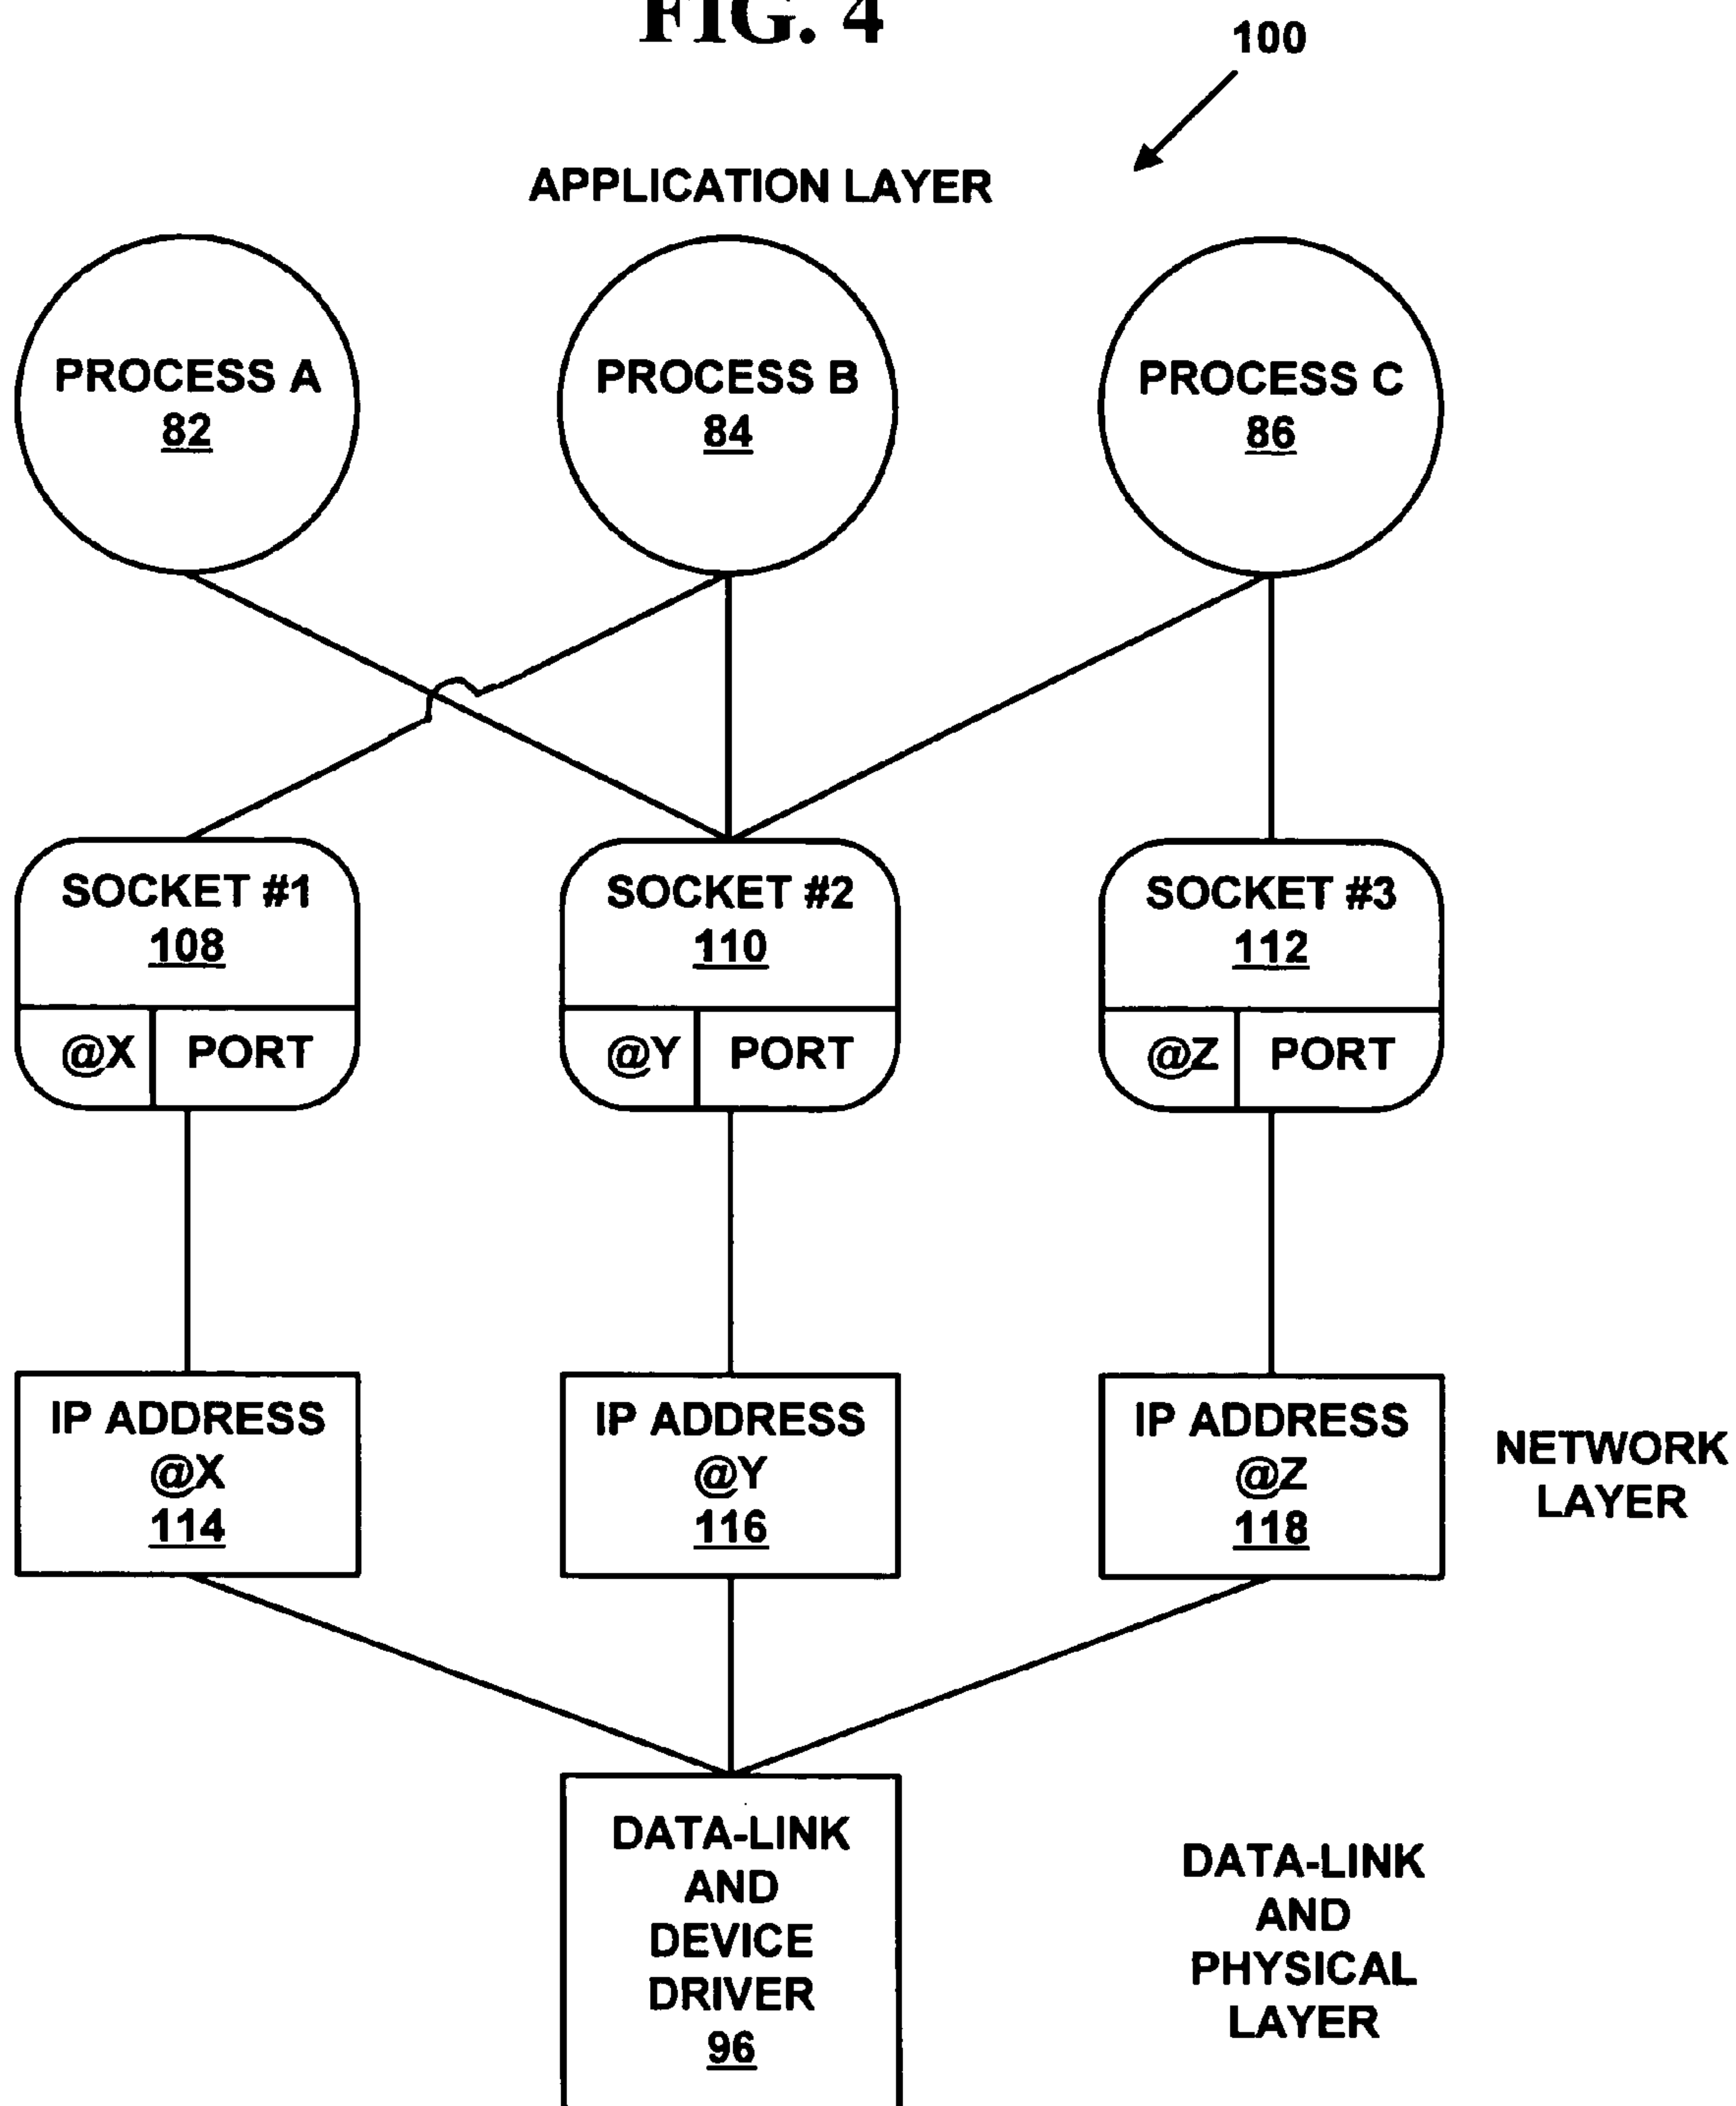 FIG. 4
100
APPLICATION LAYER
PROCESS A
82
PROCESS B
84
PROCESS C
86
SOCKET #1
108
@X PORT
SOCKET #2
110
@Y PORT
SOCKET #3
112
@Z PORT
IP ADDRESS
@X
114
IP ADDRESS
@Y
116
IP ADDRESS
@Z
118
NETWORK
LAYER
DATA-LINK
AND
DEVICE
DRIVER
96
DATA-LINK
AND
PHYSICAL
LAYER